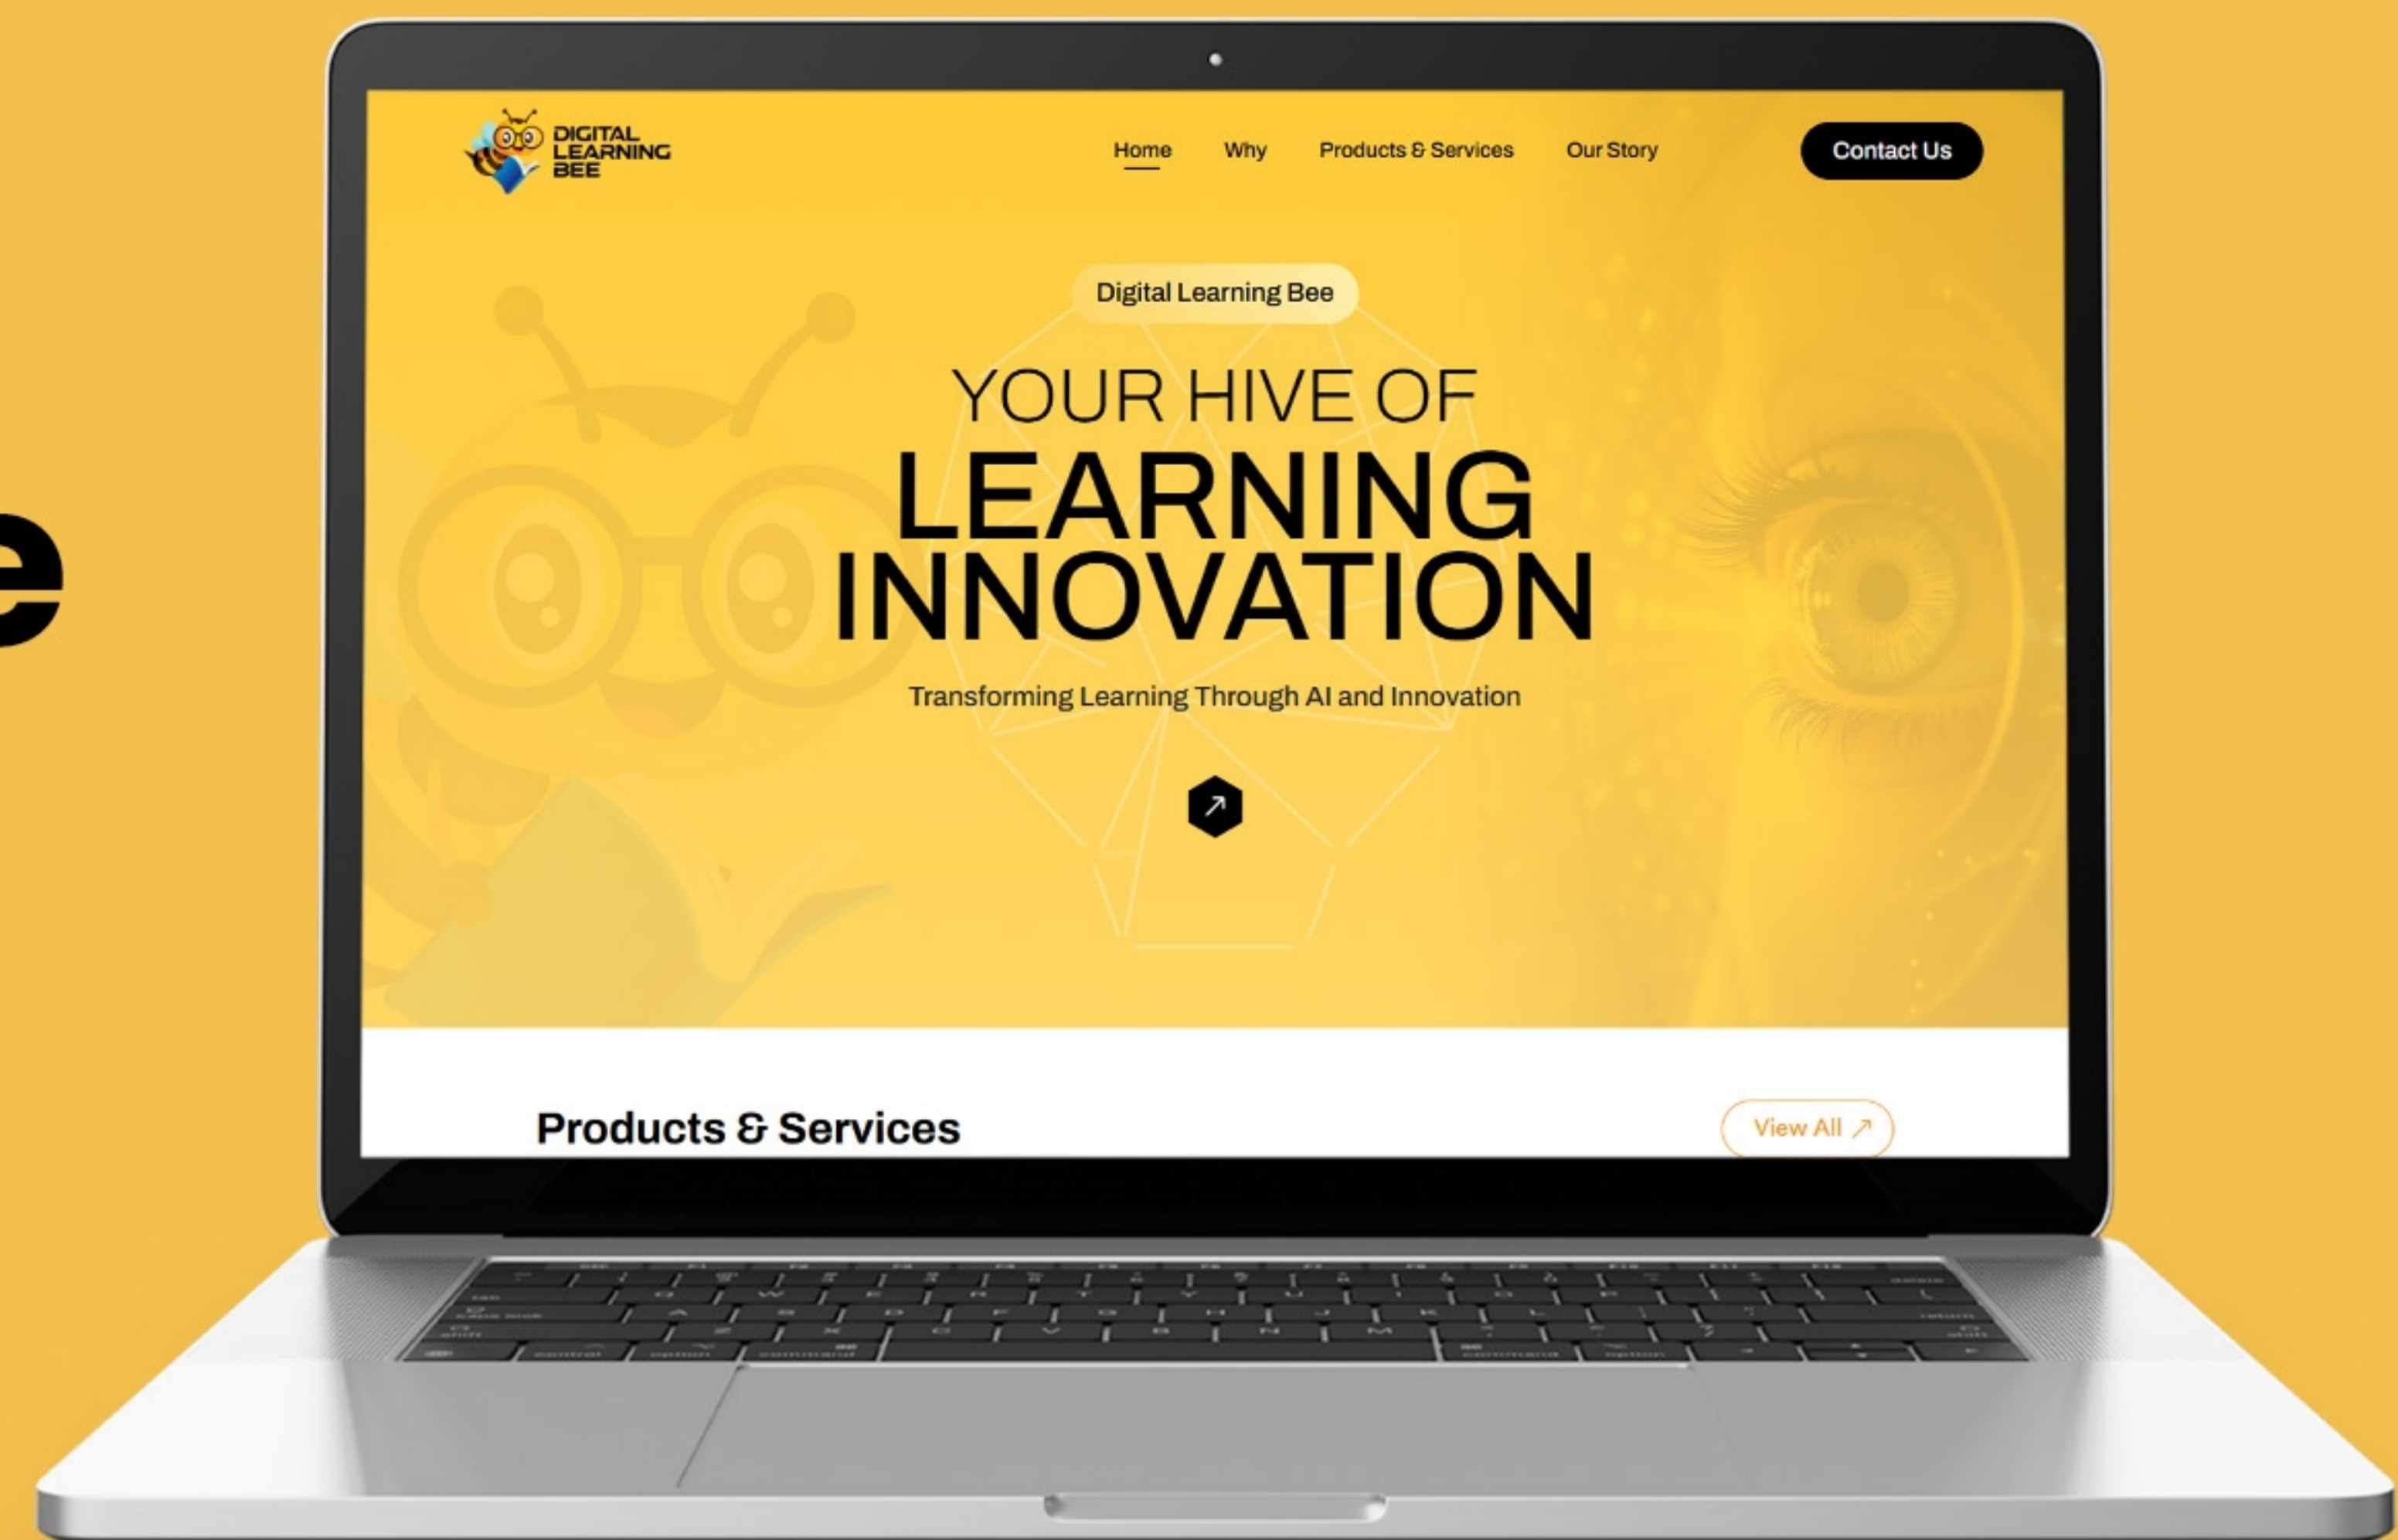 e
DIGITAL
LEARNING
BEE
Home Why Products & Services Our Story Contact Us
Digital Learning Bee
YOUR HIVE OF
LEARNING
INNOVATION
Transforming Learning Through AI and Innovation
Products & Services
View All